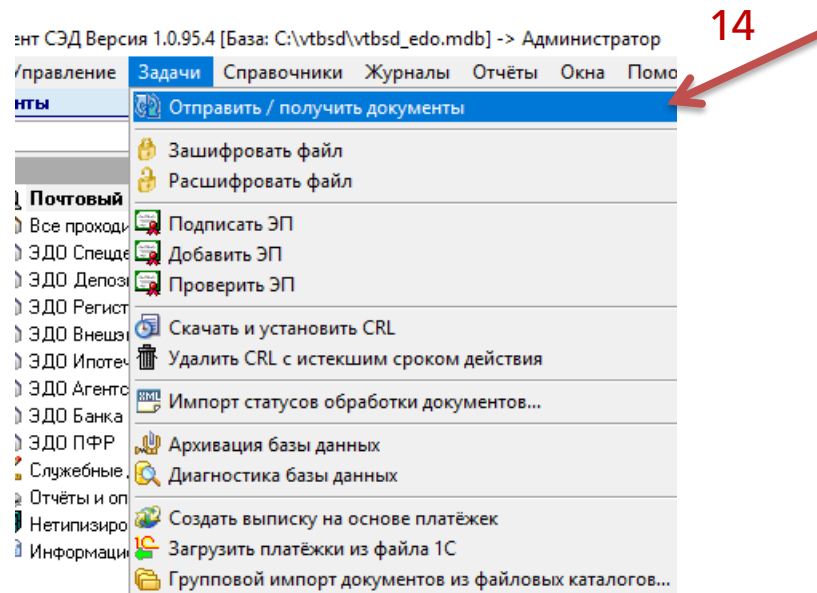 14
ент СЭД Версия 1.0.95.4 [База: C:\vtbsd\vtbsd_edo.mdb] -> Администратор
Управление Задачи Справочники Журналы Отчёты Окна Помо
нты
Отправить / получить документы
Зашифровать файл
Расшифровать файл
Почтовый
Подписать ЭП
Все проходи
Добавить ЭП
ЭДО Спецде
Проверить ЭП
ЭДО Депози
ЭДО Регист
Скачать и установить CRL
ЭДО Внешэ
Удалить CRL с истекшим сроком действия
ЭДО Ипотеч
ЭДО Агентс
Импорт статусов обработки документов...
ЭДО Банка
ЭДО ПФР
Архивация базы данных
Служебные
Диагностика базы данных
Отчёты и оп
Создать выписку на основе платёжек
Нетипизиро
Загрузить платёжки из файла 1С
Информаци
Групповой импорт документов из файловых каталогов...